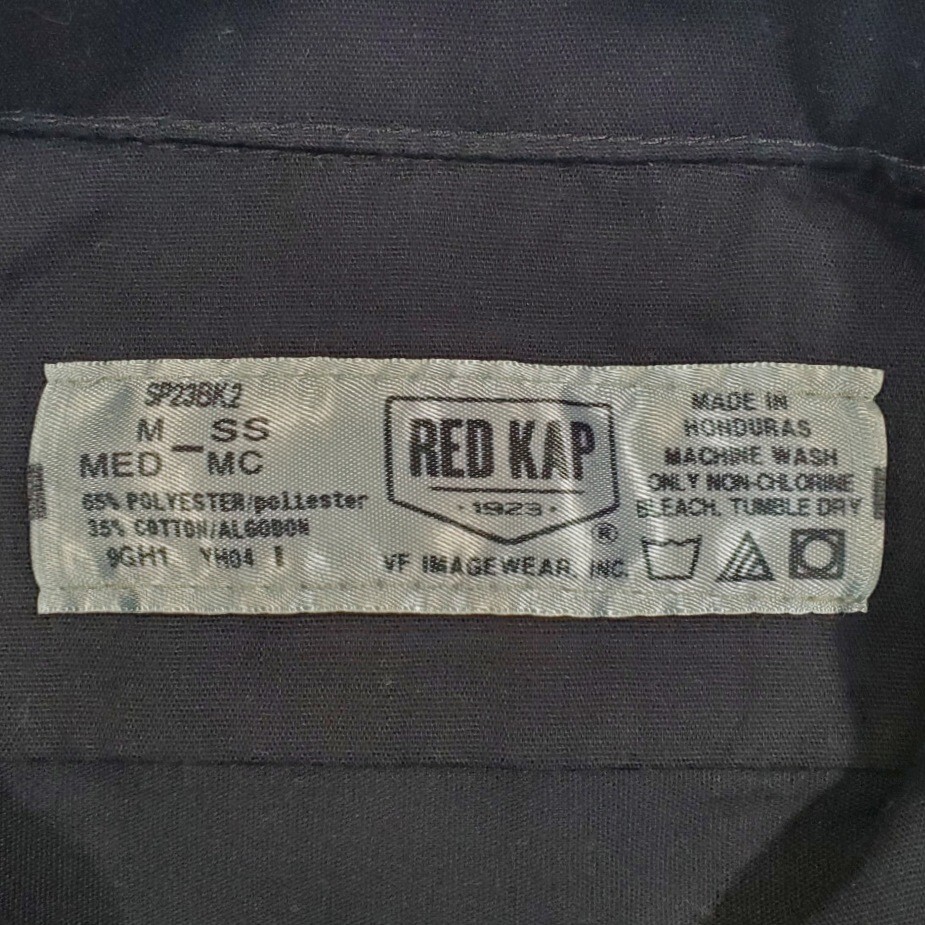 SP23BK2
M - SS
MED MC
65% POLYESTER/poliester
35% COTTON/ALGODON
9GH1 YH04 I
RED KAP
·1923·
®
VF IMAGEWEAR, INC.
MADE IN
HONDURAS
MACHINE WASH
ONLY NON-CHLORINE
BLEACH. TUMBLE DRY